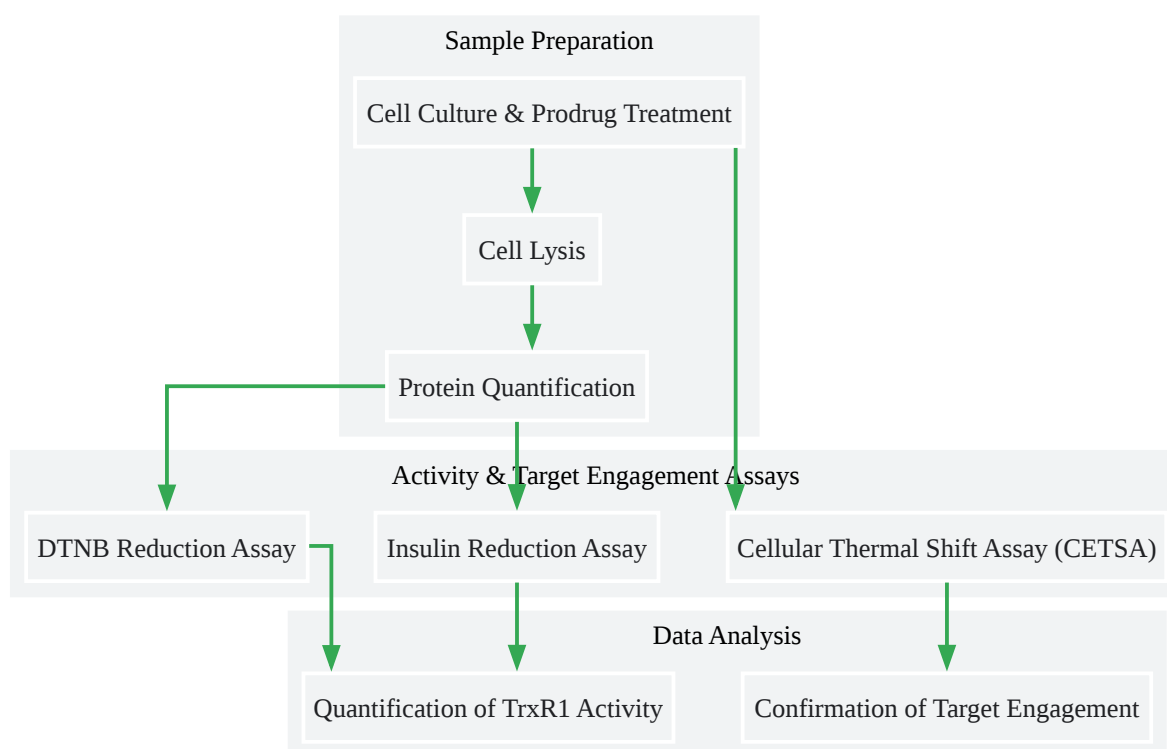 Sample Preparation
Cell Culture & Prodrug Treatment
Cell Lysis
Protein Quantification
Activity & Target Engagement Assays
DTNB Reduction Assay
Insulin Reduction Assay
Cellular Thermal Shift Assay (CETSA)
Data Analysis
Quantification of TrxR1 Activity
Confirmation of Target Engagement